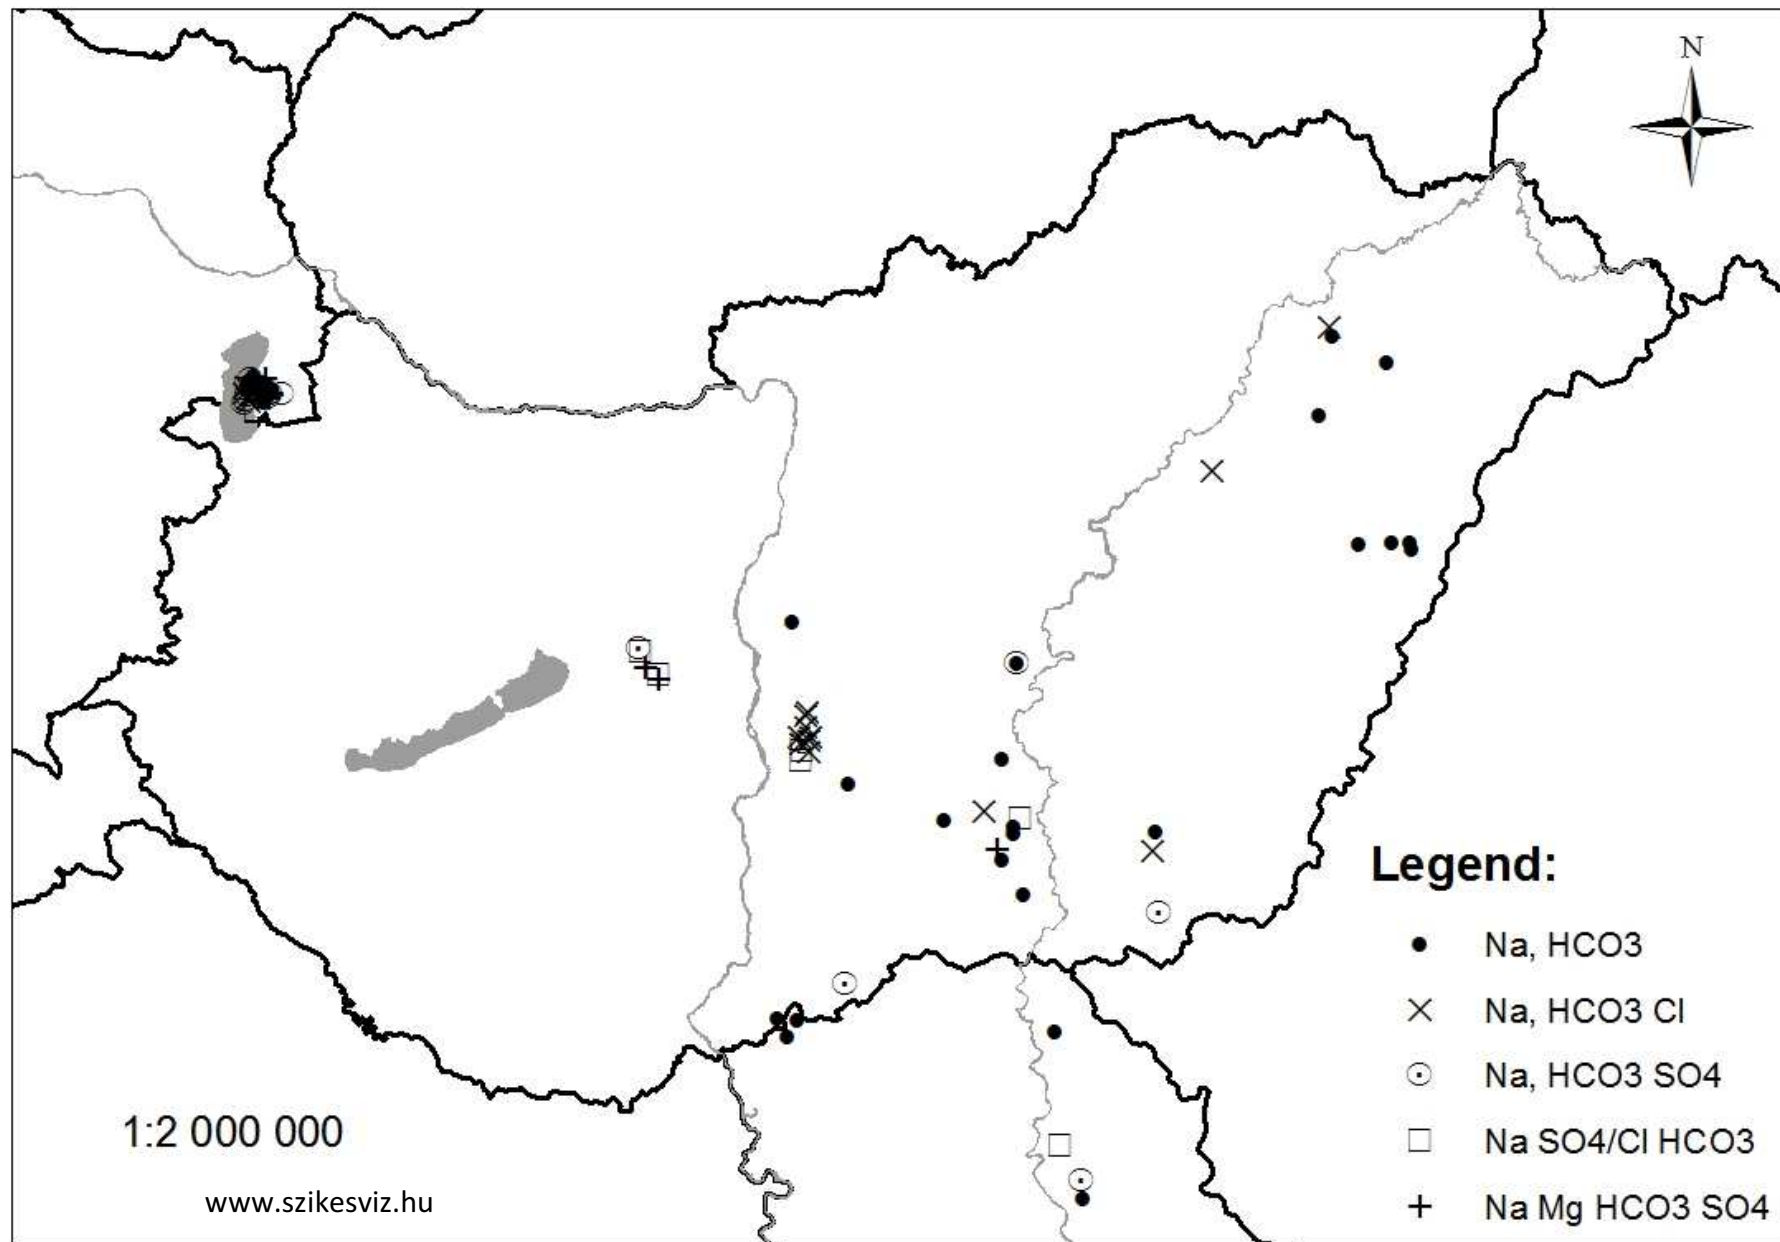 N
Legend:
Na, HCO3
Na, HCO3 Cl
Na, HCO3 SO4
Na SO4/Cl HCO3
Na Mg HCO3 SO4
1:2 000 000
www.szikesviz.hu